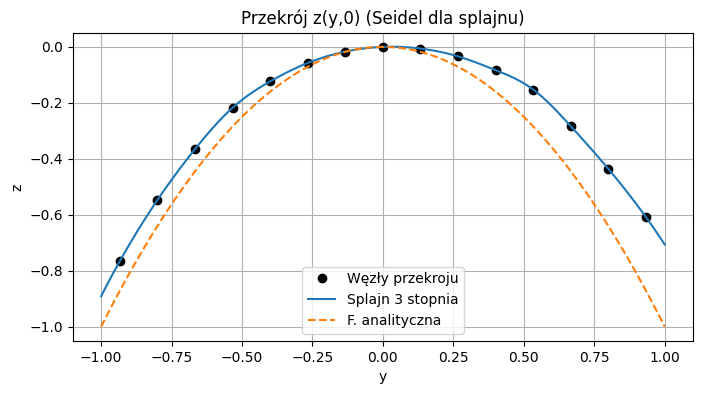 Przekrój z(y,0) (Seidel dla splajnu)
0.0
−0.2
−0.4
−0.6
−0.8
−1.0
z
Węzły przekroju
Splajn 3 stopnia
F. analityczna
−1.00 −0.75 −0.50 −0.25 0.00 0.25 0.50 0.75 1.00
y